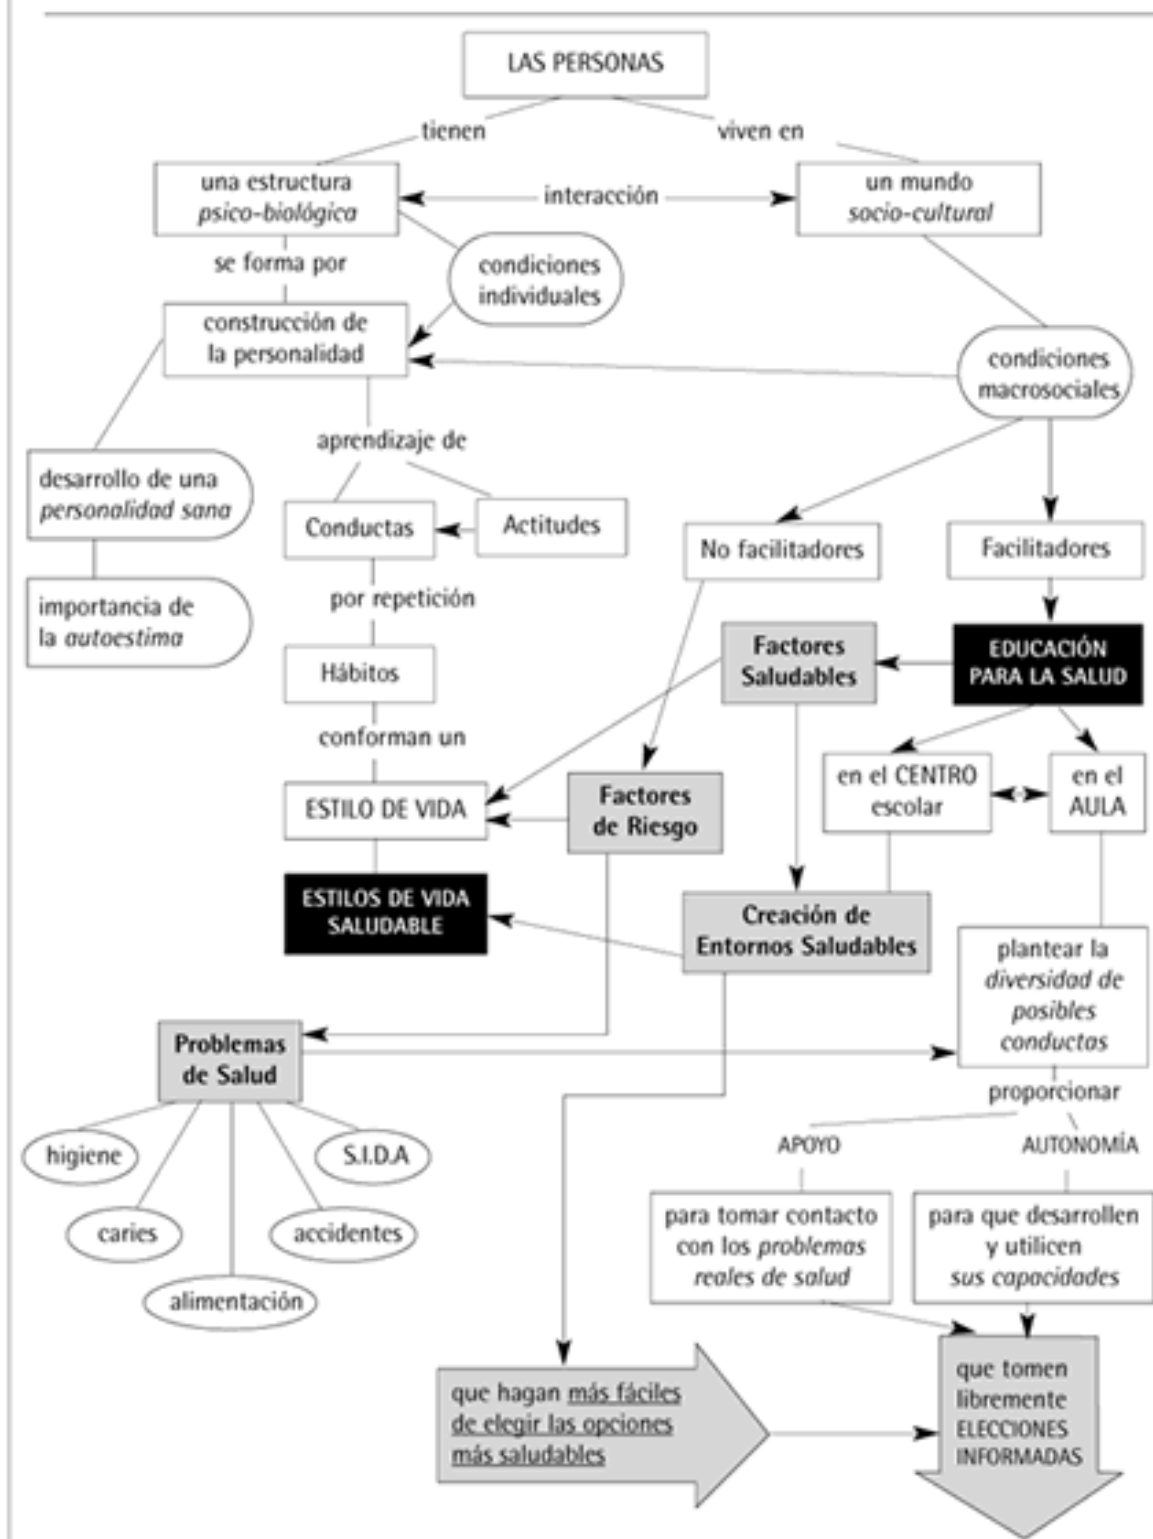 LAS PERSONAS
tienen
viven en
una estructura
psico-biológica
interacción
un mundo
socio-cultural
se forma por
condiciones
individuales
construcción de
la personalidad
condiciones
macrosociales
aprendizaje de
desarrollo de una
personalidad sana
Conductas
Actitudes
No facilitadores
Facilitadores
por repetición
importancia de
la autoestima
Hábitos
Factores
Saludables
EDUCACIÓN
PARA LA SALUD
conforman un
en el CENTRO
escolar
en el
AULA
ESTILO DE VIDA
Factores
de Riesgo
ESTILOS DE VIDA
SALUDABLE
Creación de
Entornos Saludables
plantear la
diversidad de
posibles
conductas
Problemas
de Salud
proporcionar
higiene
S.I.D.A
APOYO
AUTONOMÍA
caries
accidentes
para tomar contacto
con los problemas
reales de salud
para que desarrollen
y utilicen
sus capacidades
alimentación
que hagan más fáciles
de elegir las opciones
más saludables
que tomen
libremente
ELECCIONES
INFORMADAS